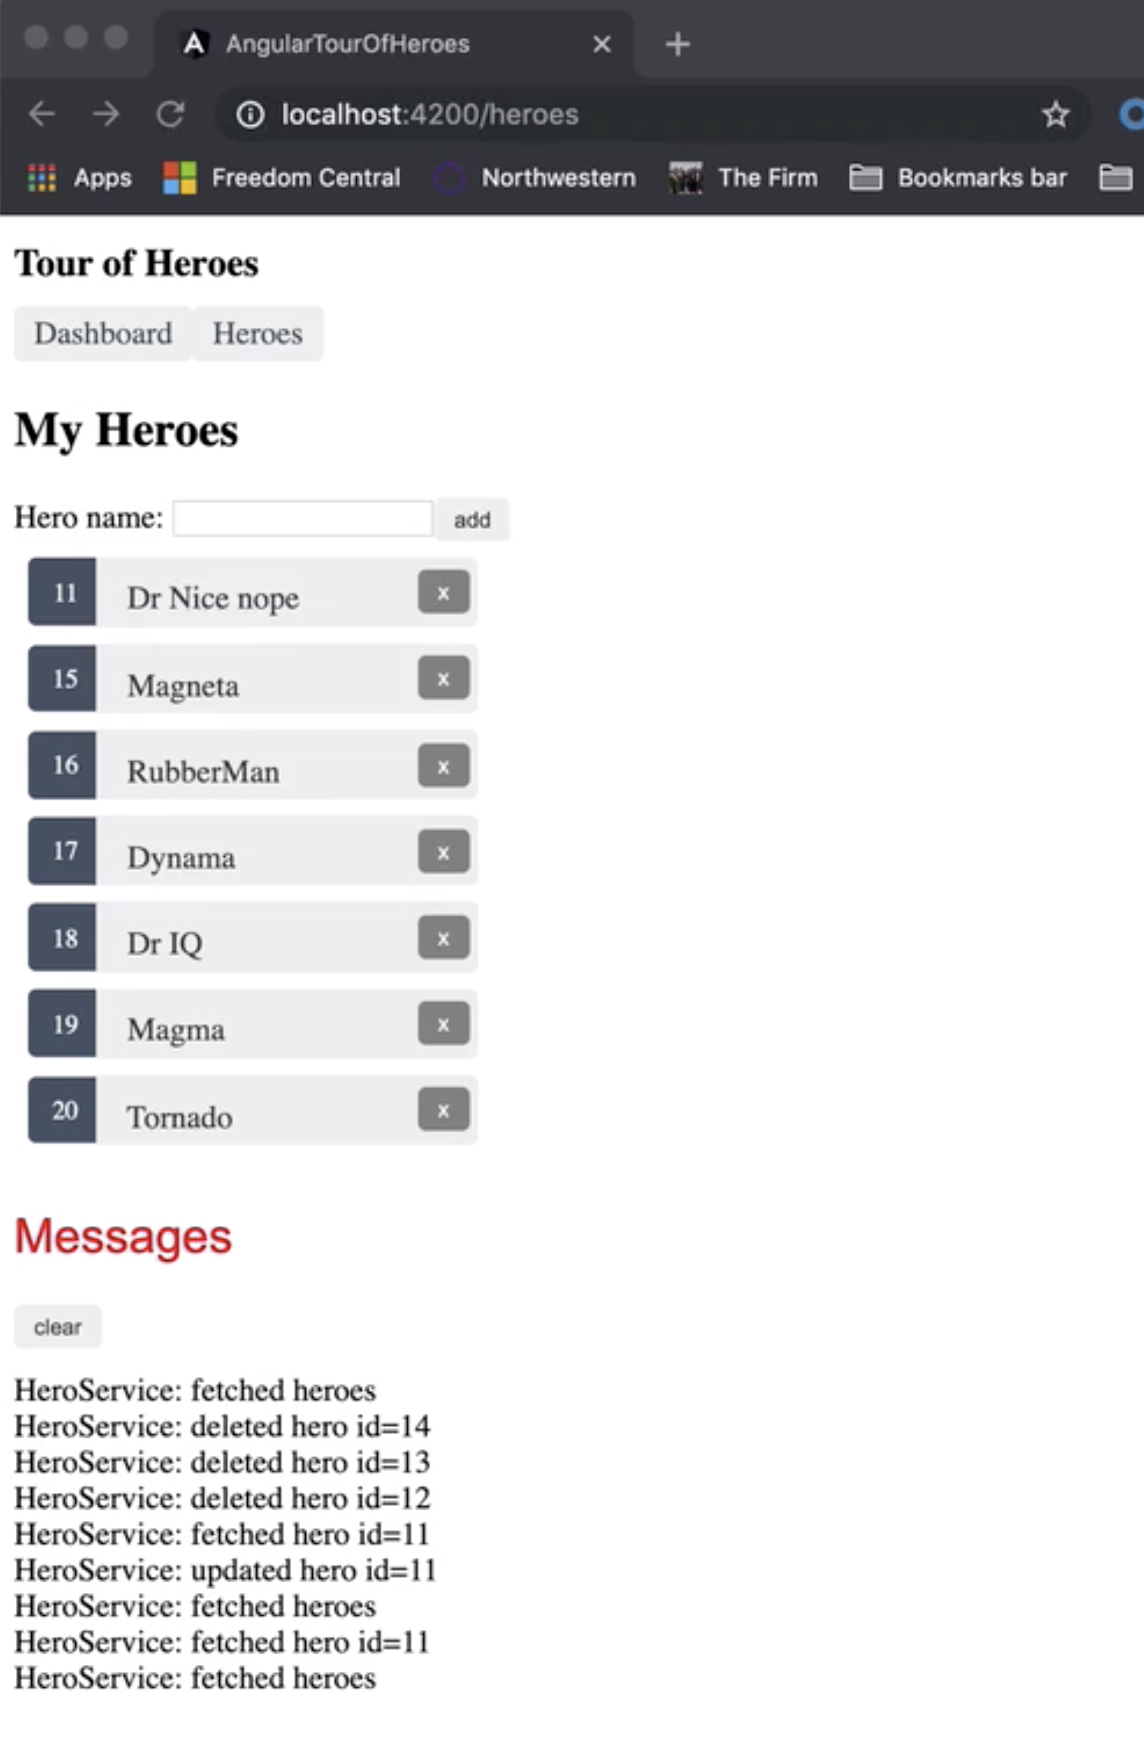 AngularTourOfHeroes
localhost:4200/heroes
Apps Freedom Central Northwestern The Firm Bookmarks bar
Tour of Heroes
Dashboard Heroes
My Heroes
Hero name: add
11 Dr Nice nope x
15 Magneta x
16 RubberMan x
17 Dynama x
18 Dr IQ x
19 Magma x
20 Tornado x
Messages
clear
HeroService: fetched heroes
HeroService: deleted hero id=14
HeroService: deleted hero id=13
HeroService: deleted hero id=12
HeroService: fetched hero id=11
HeroService: updated hero id=11
HeroService: fetched heroes
HeroService: fetched hero id=11
HeroService: fetched heroes